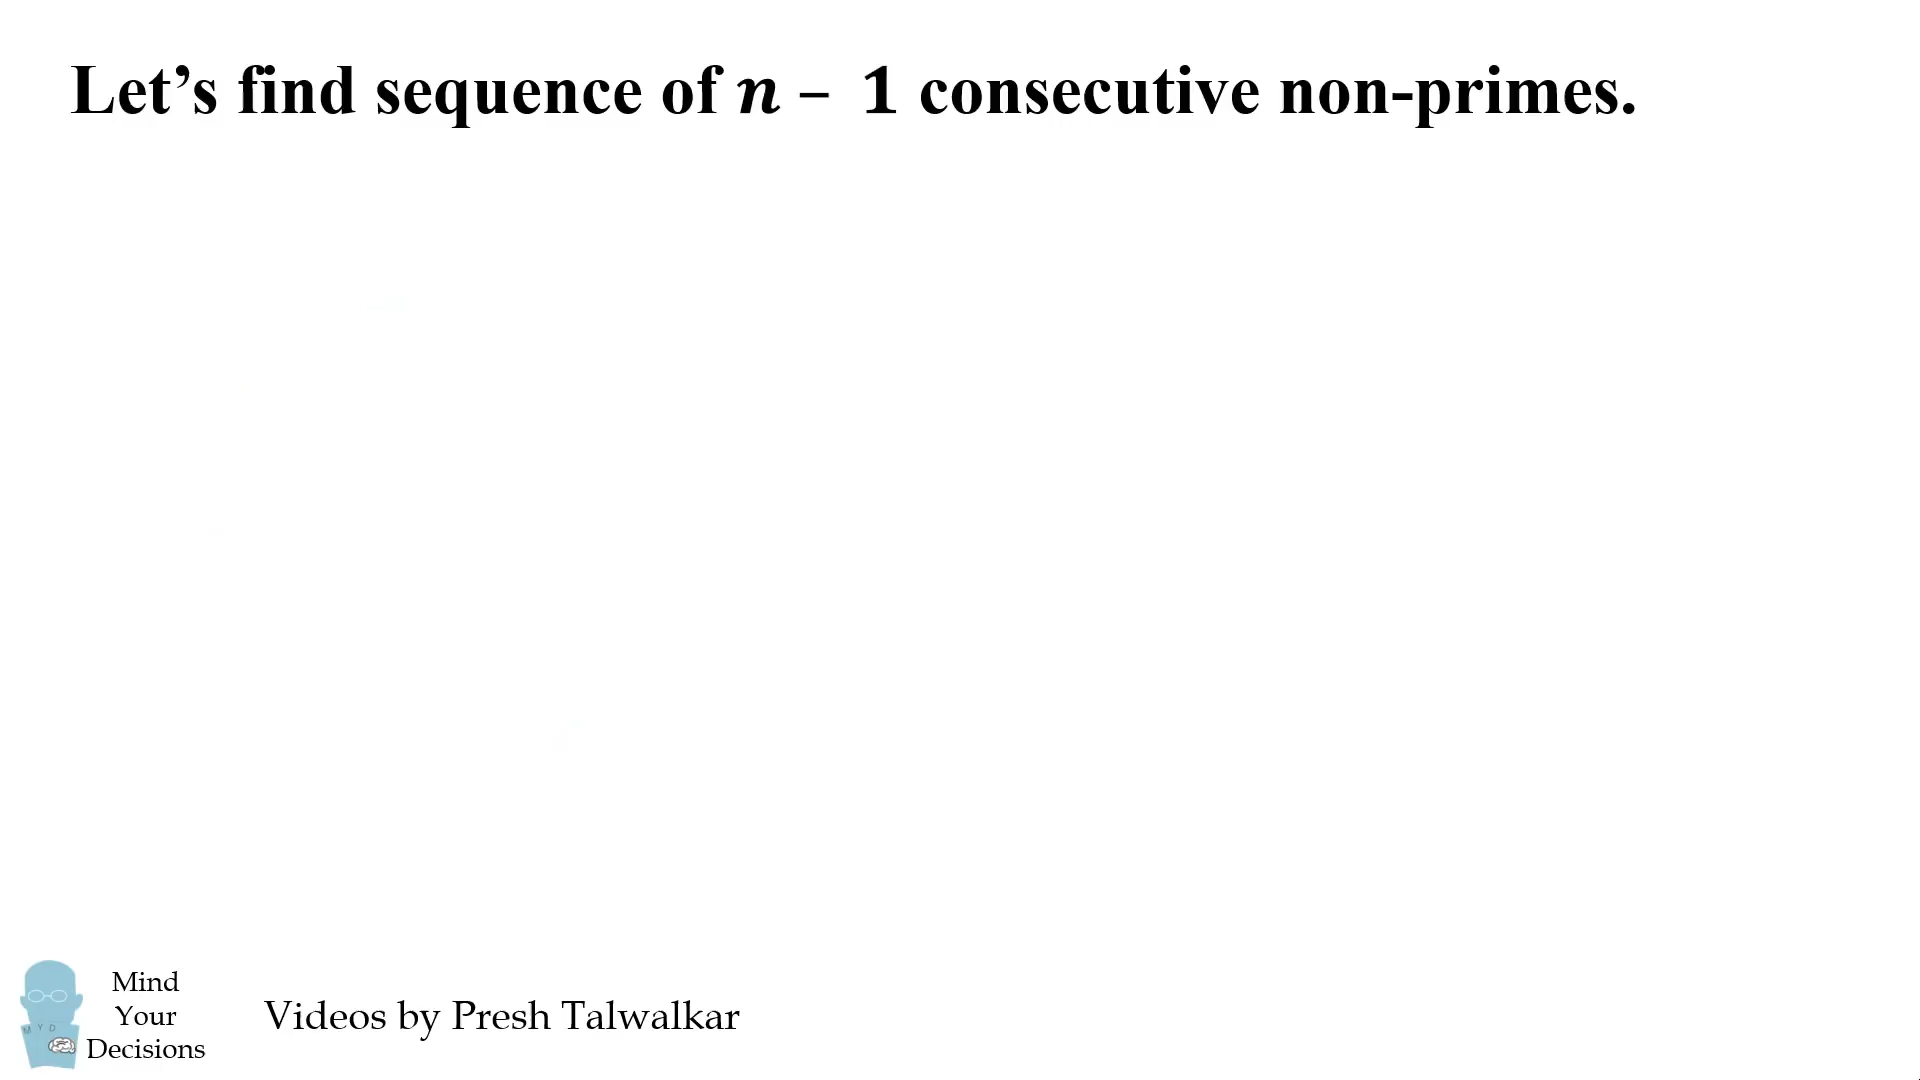 Let’s find sequence of n – 1 consecutive non-primes.
Mind
Your
Decisions
M Y D
Videos by Presh Talwalkar